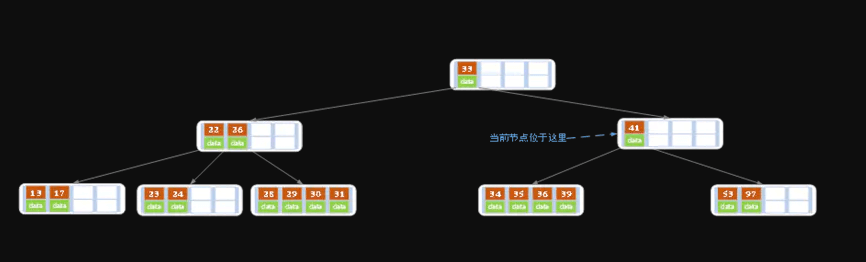 33
data
22 26
data data
当前节点位于这里
41
data
13 17
data data
23 24
data data
28 29 30 31
data data data data
34 35 36 39
data data data data
53 97
data data